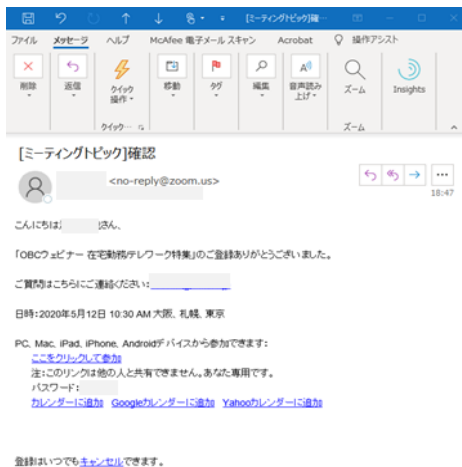 [ミーティングトピック]確…
ファイル メッセージ ヘルプ McAfee 電子メール スキャン Acrobat 操作アシスト
削除 返信 クイック操作 移動 タグ 編集 音声読み上げ ズーム Insights
クイック… ズーム
[ミーティングトピック]確認
<no-reply@zoom.us>
18:47
こんにちは さん、
「OBCウェビナー 在宅勤務/テレワーク特集」のご登録ありがとうございました。
ご質問はこちらにご連絡ください:
日時:2020年5月12日 10:30 AM 大阪、札幌、東京
PC, Mac, iPad, iPhone, Androidデバイスから参加できます:
ここをクリックして参加
注:このリンクは他の人と共有できません。あなた専用です。
パスワード:
カレンダーに追加 Googleカレンダーに追加 Yahooカレンダーに追加
登録はいつでもキャンセルできます。